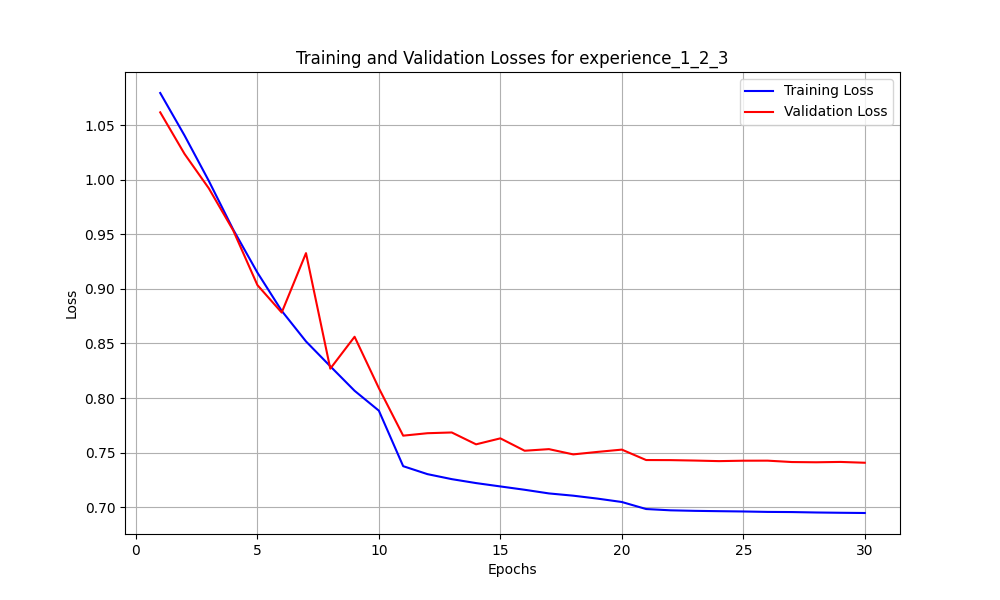 Training and Validation Losses for experience_1_2_3
Training Loss
Validation Loss
1.05
1.00
0.95
0.90
0.85
0.80
0.75
0.70
Loss
0 5 10 15 20 25 30
Epochs